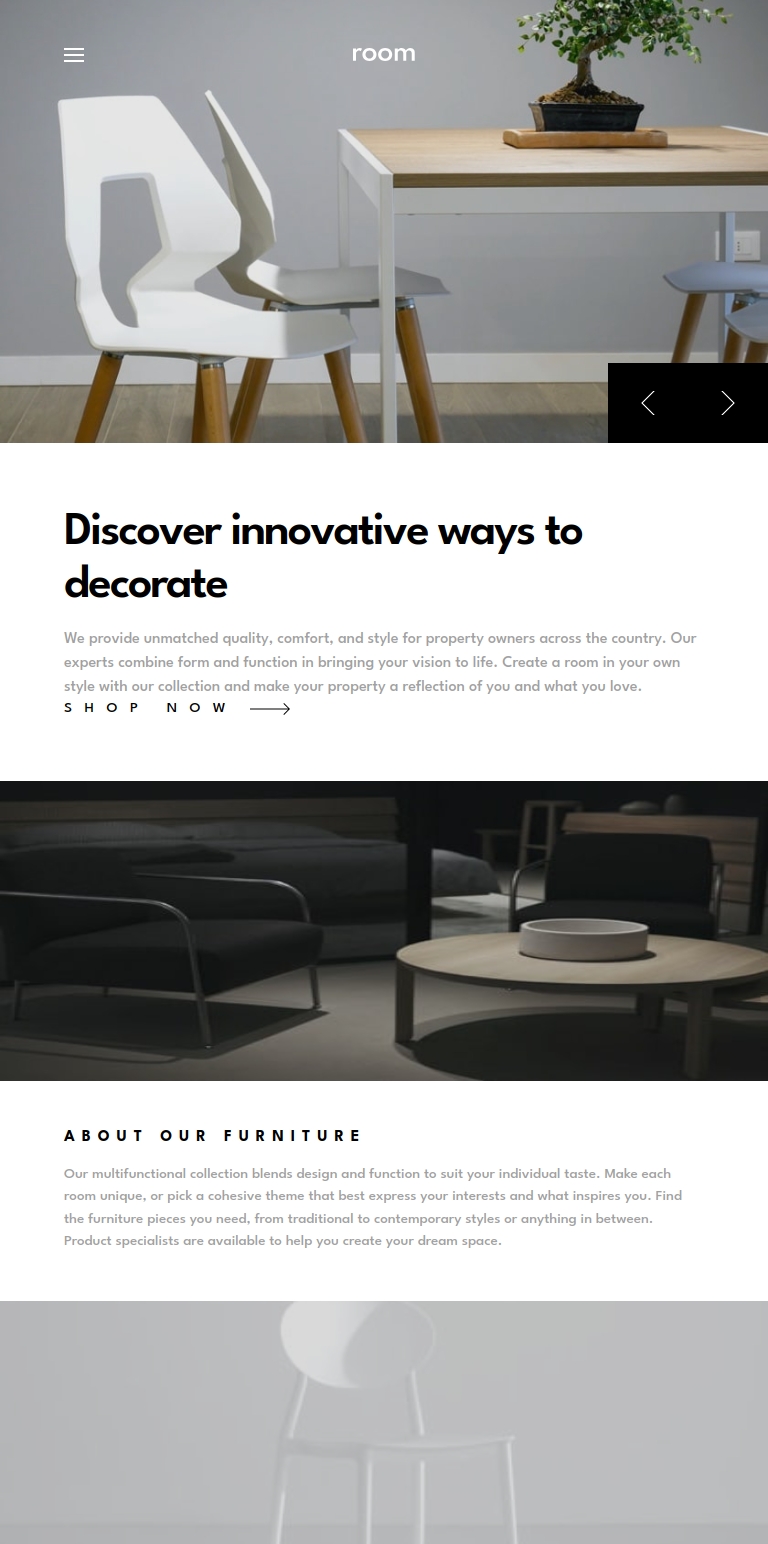 room
Discover innovative ways to
decorate
We provide unmatched quality, comfort, and style for property owners across the country. Our
experts combine form and function in bringing your vision to life. Create a room in your own
style with our collection and make your property a reflection of you and what you love.
SHOP NOW
ABOUT OUR FURNITURE
Our multifunctional collection blends design and function to suit your individual taste. Make each
room unique, or pick a cohesive theme that best express your interests and what inspires you. Find
the furniture pieces you need, from traditional to contemporary styles or anything in between.
Product specialists are available to help you create your dream space.